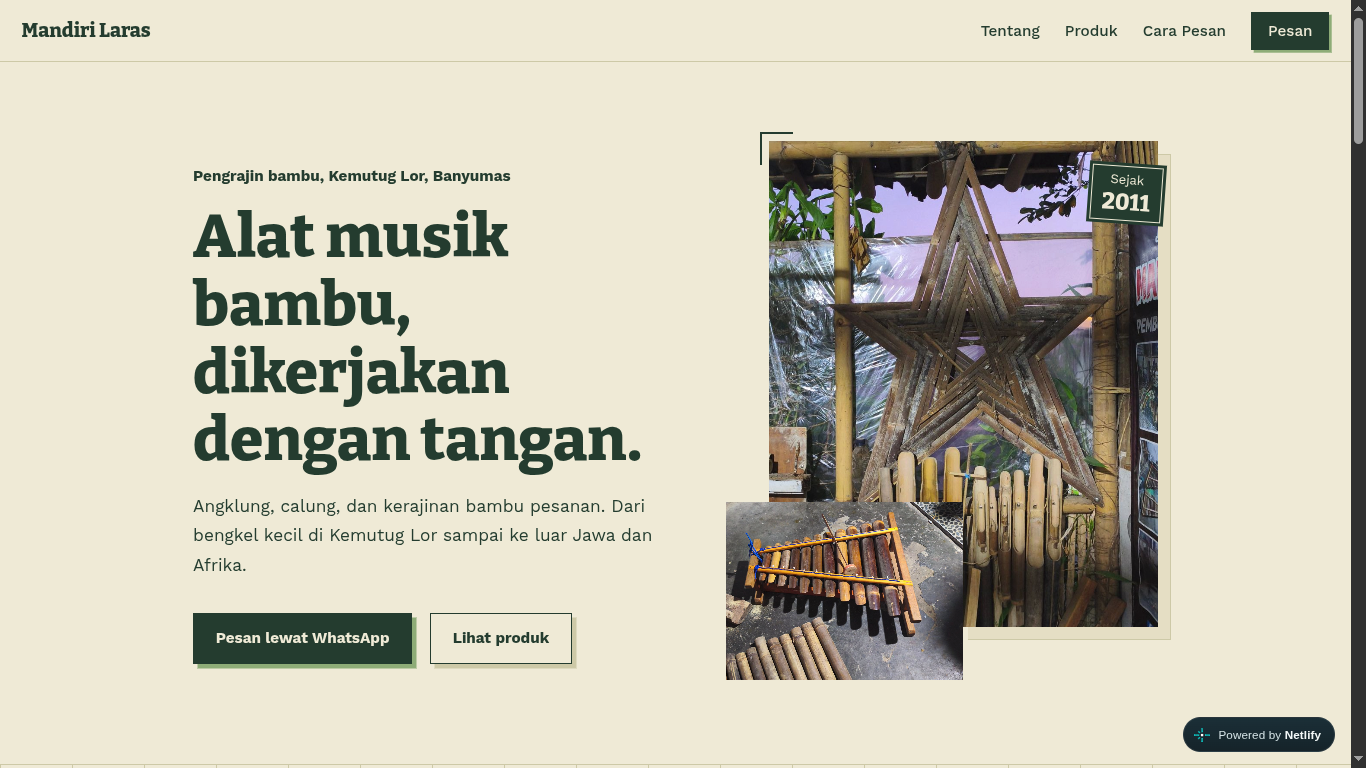 Mandiri Laras
Tentang
Produk
Cara Pesan
Pesan
Pengrajin bambu, Kemutug Lor, Banyumas
Alat musik
bambu,
dikerjakan
dengan tangan.
Angklung, calung, dan kerajinan bambu pesanan. Dari
bengkel kecil di Kemutug Lor sampai ke luar Jawa dan
Afrika.
Pesan lewat WhatsApp
Lihat produk
Sejak
2011
Powered by Netlify